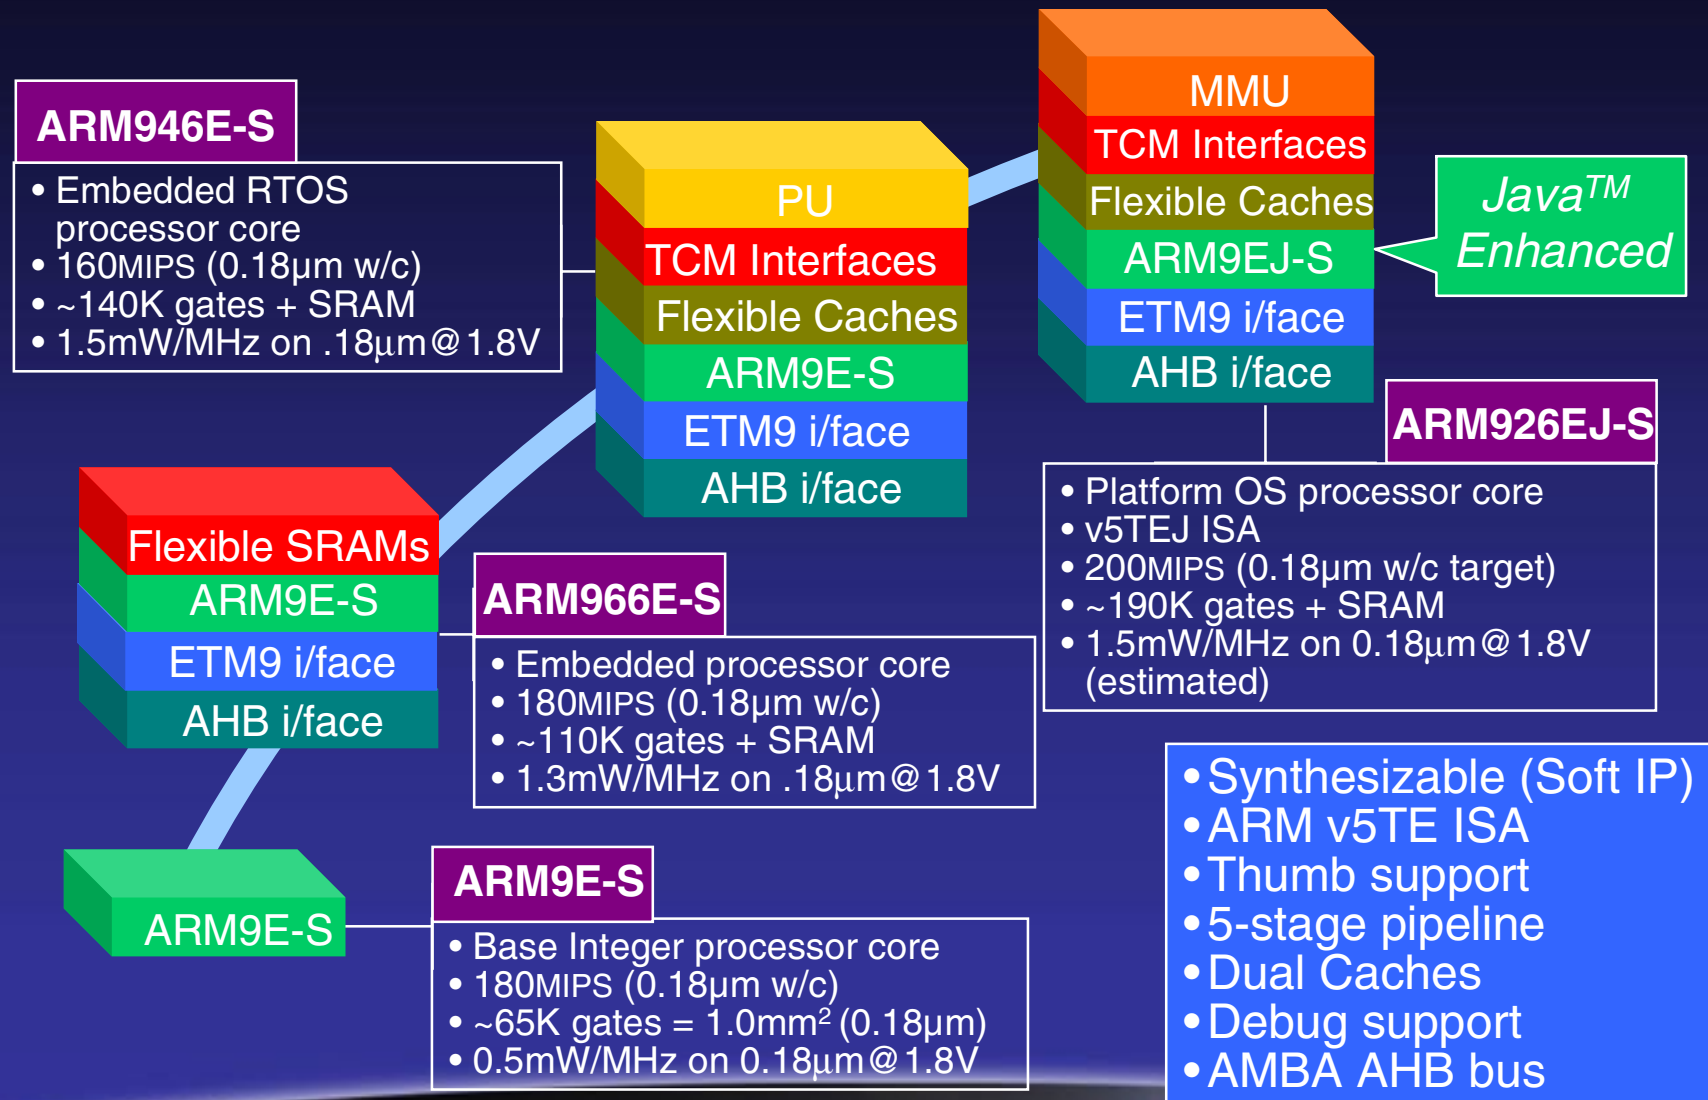 ARM946E-S
• Embedded RTOS
processor core
• 160MIPS (0.18µm w/c)
• ~140K gates + SRAM
• 1.5mW/MHz on .18µm@1.8V
PU
TCM Interfaces
Flexible Caches
ARM9E-S
ETM9 i/face
AHB i/face
MMU
TCM Interfaces
Flexible Caches
ARM9EJ-S
ETM9 i/face
AHB i/face
Java™
Enhanced
ARM926EJ-S
• Platform OS processor core
• v5TEJ ISA
• 200MIPS (0.18µm w/c target)
• ~190K gates + SRAM
• 1.5mW/MHz on 0.18µm@1.8V
(estimated)
Flexible SRAMs
ARM9E-S
ETM9 i/face
AHB i/face
ARM966E-S
• Embedded processor core
• 180MIPS (0.18µm w/c)
• ~110K gates + SRAM
• 1.3mW/MHz on .18µm@1.8V
ARM9E-S
ARM9E-S
• Base Integer processor core
• 180MIPS (0.18µm w/c)
• ~65K gates = 1.0mm² (0.18µm)
• 0.5mW/MHz on 0.18µm@1.8V
• Synthesizable (Soft IP)
• ARM v5TE ISA
• Thumb support
• 5-stage pipeline
• Dual Caches
• Debug support
• AMBA AHB bus